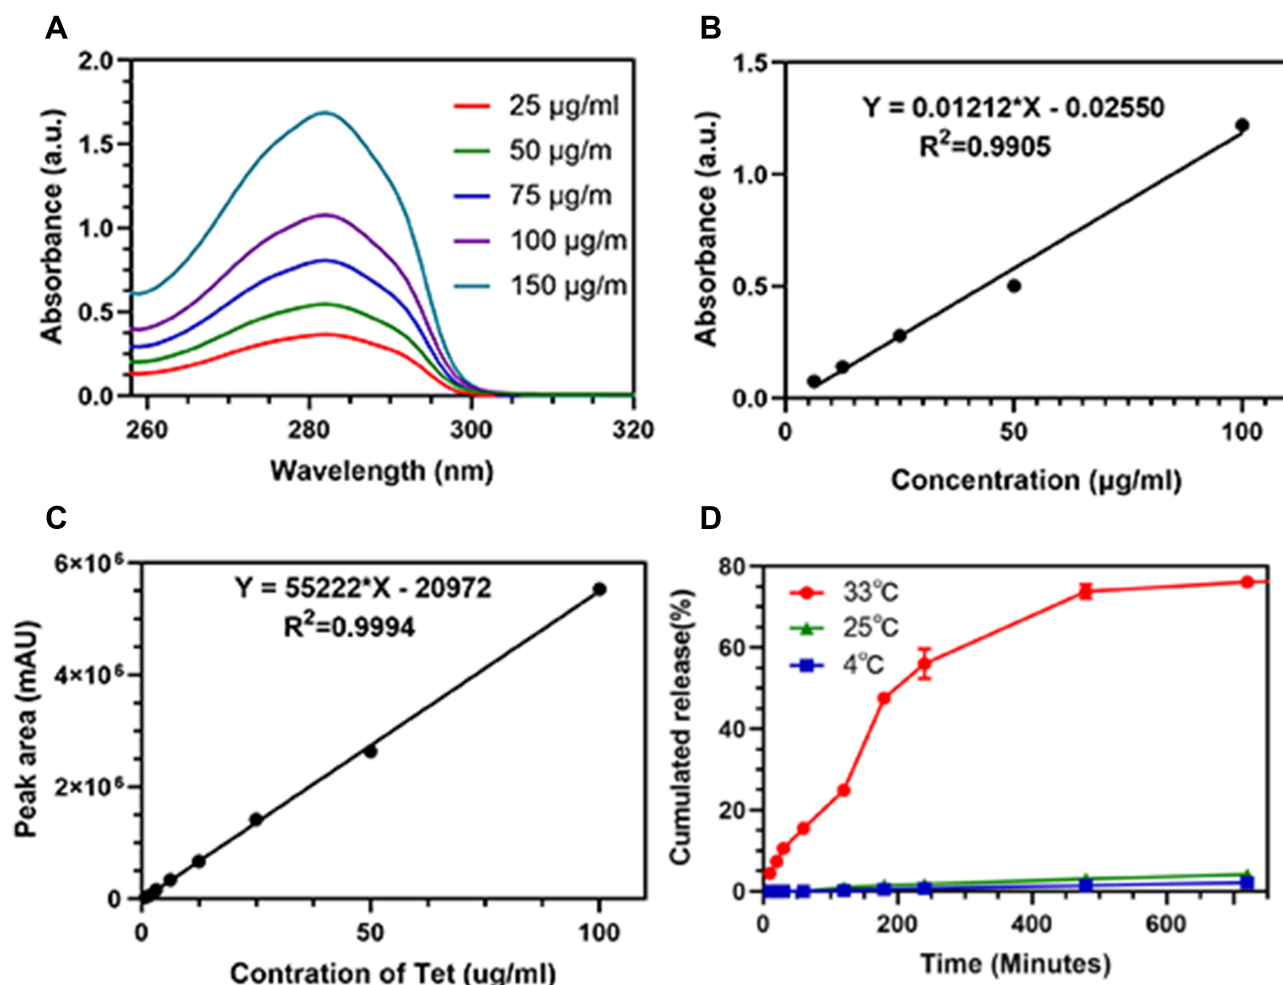 A
2.0
1.5
1.0
0.5
0.0
Absorbance (a.u.)
25 µg/ml
50 µg/m
75 µg/m
100 µg/m
150 µg/m
260 280 300 320
Wavelength (nm)
B
1.5
1.0
0.5
0.0
Absorbance (a.u.)
Y = 0.01212*X - 0.02550
R²=0.9905
0 50 100
Concentration (µg/ml)
C
6×10⁶
4×10⁶
2×10⁶
0
Peak area (mAU)
Y = 55222*X - 20972
R²=0.9994
0 50 100
Contration of Tet (ug/ml)
D
80
60
40
20
0
Cumulated release(%)
33°C
25°C
4°C
0 200 400 600
Time (Minutes)